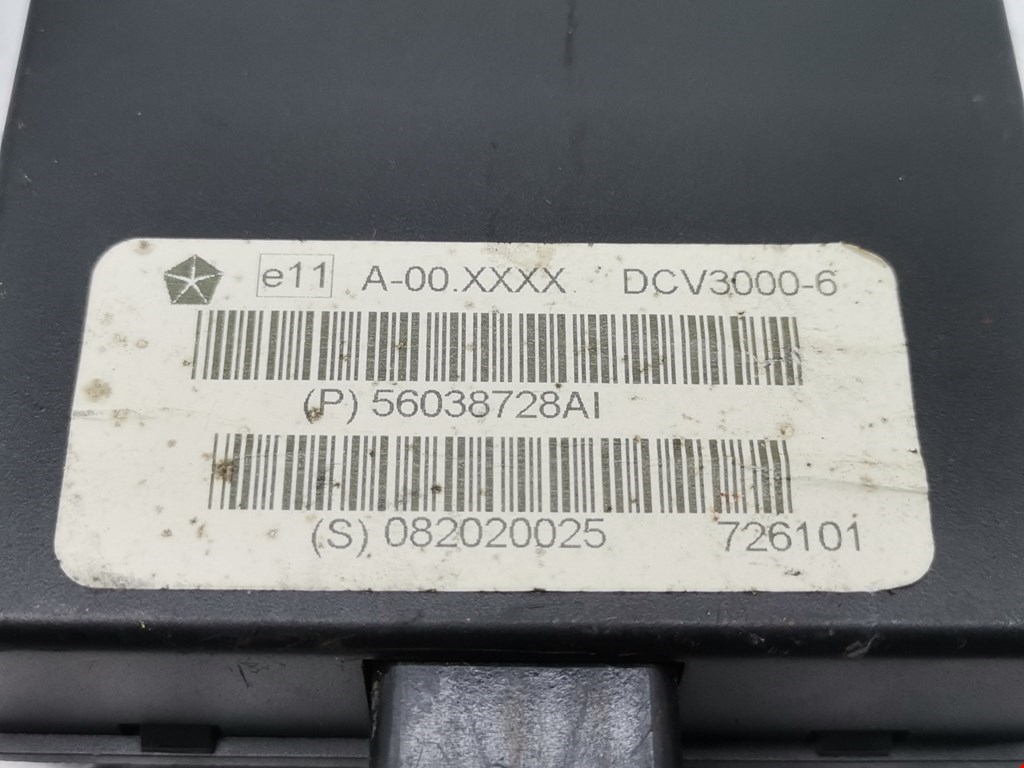 e11 A-00.XXXX DCV3000-6
(P) 56038728AI
(S) 082020025 726101